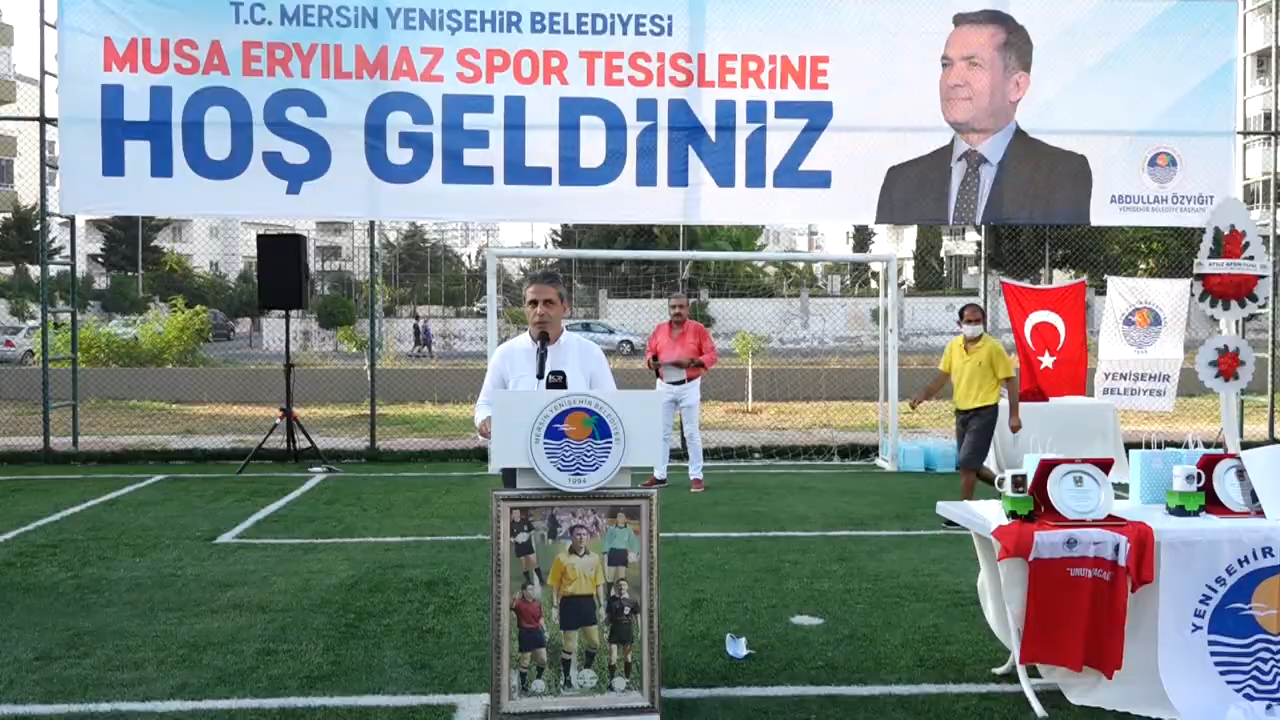 T.C. MERSİN YENİŞEHİR BELEDİYESİ
MUSA ERYILMAZ SPOR TESİSLERİNE
HOŞ GELDİNİZ
ABDULLAH ÖZYİĞİT
YENİŞEHİR BELEDİYE BAŞKANI
YENİŞEHİR
BELEDİYESİ
MERSİN YENİŞEHİR BELEDİYESİ
1994
YENİŞEHİR